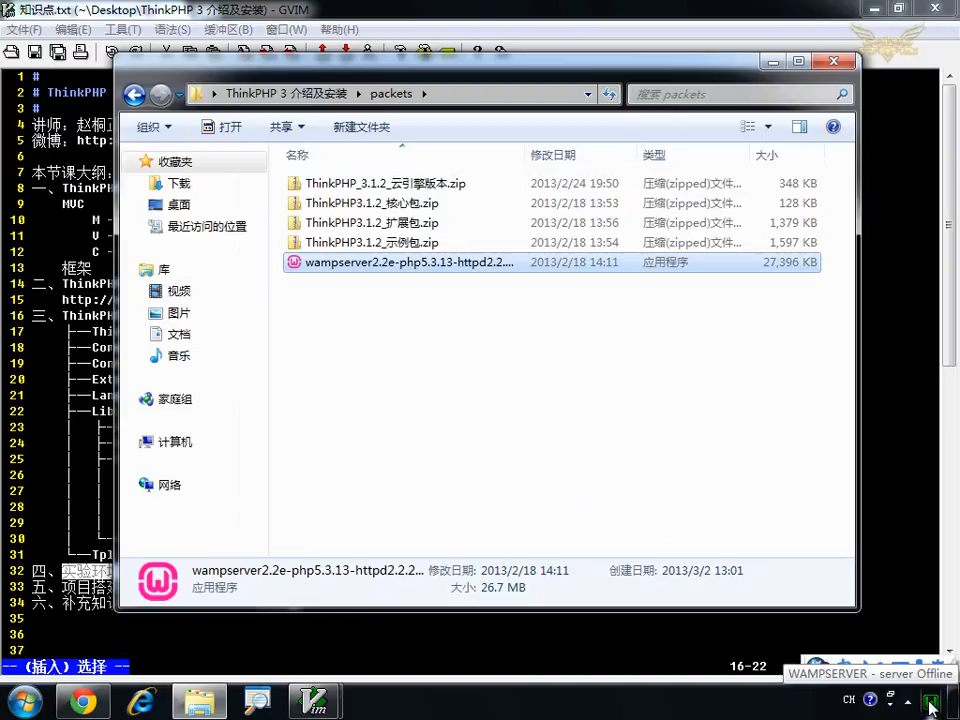 知识点.txt (~\Desktop\ThinkPHP 3 介绍及安装) - GVIM
文件(F) 编辑(E) 工具(T) 语法(S) 缓冲区(B) 窗口(W) 帮助(H)
ThinkPHP 3 介绍及安装 packets
搜索 packets
组织 打开 共享 新建文件夹
收藏夹
下载
桌面
最近访问的位置
库
视频
图片
文档
音乐
家庭组
计算机
网络
名称 修改日期 类型 大小
ThinkPHP_3.1.2_云引擎版本.zip 2013/2/24 19:50 压缩(zipped)文件... 348 KB
ThinkPHP3.1.2_核心包.zip 2013/2/18 13:53 压缩(zipped)文件... 128 KB
ThinkPHP3.1.2_扩展包.zip 2013/2/18 13:56 压缩(zipped)文件... 1,379 KB
ThinkPHP3.1.2_示例包.zip 2013/2/18 13:54 压缩(zipped)文件... 1,597 KB
wampserver2.2e-php5.3.13-httpd2.2.... 2013/2/18 14:11 应用程序 27,396 KB
wampserver2.2e-php5.3.13-httpd2.2.2... 修改日期: 2013/2/18 14:11 创建日期: 2013/3/2 13:01
应用程序 大小: 26.7 MB
1 #
2 # ThinkPHP
3 #
4 讲师: 赵桐正
5 微博: http:
6
7 本节课大纲:
8 一、ThinkP
9 MVC
10 M -
11 V -
12 C -
13 框架
14 二、ThinkP
15 http://
16 三、ThinkP
17 ├──Thi
18 ├──Com
19 ├──Con
20 ├──Ext
21 ├──Lan
22 ├──Lib
23
24
25
26
27
28
29
30
31 └──Tpl
32 四、实验环
33 五、项目搭
34 六、补充知
35
36
37
-- (插入) 选择 -- 16-22
WAMPSERVER - server Offline
CH